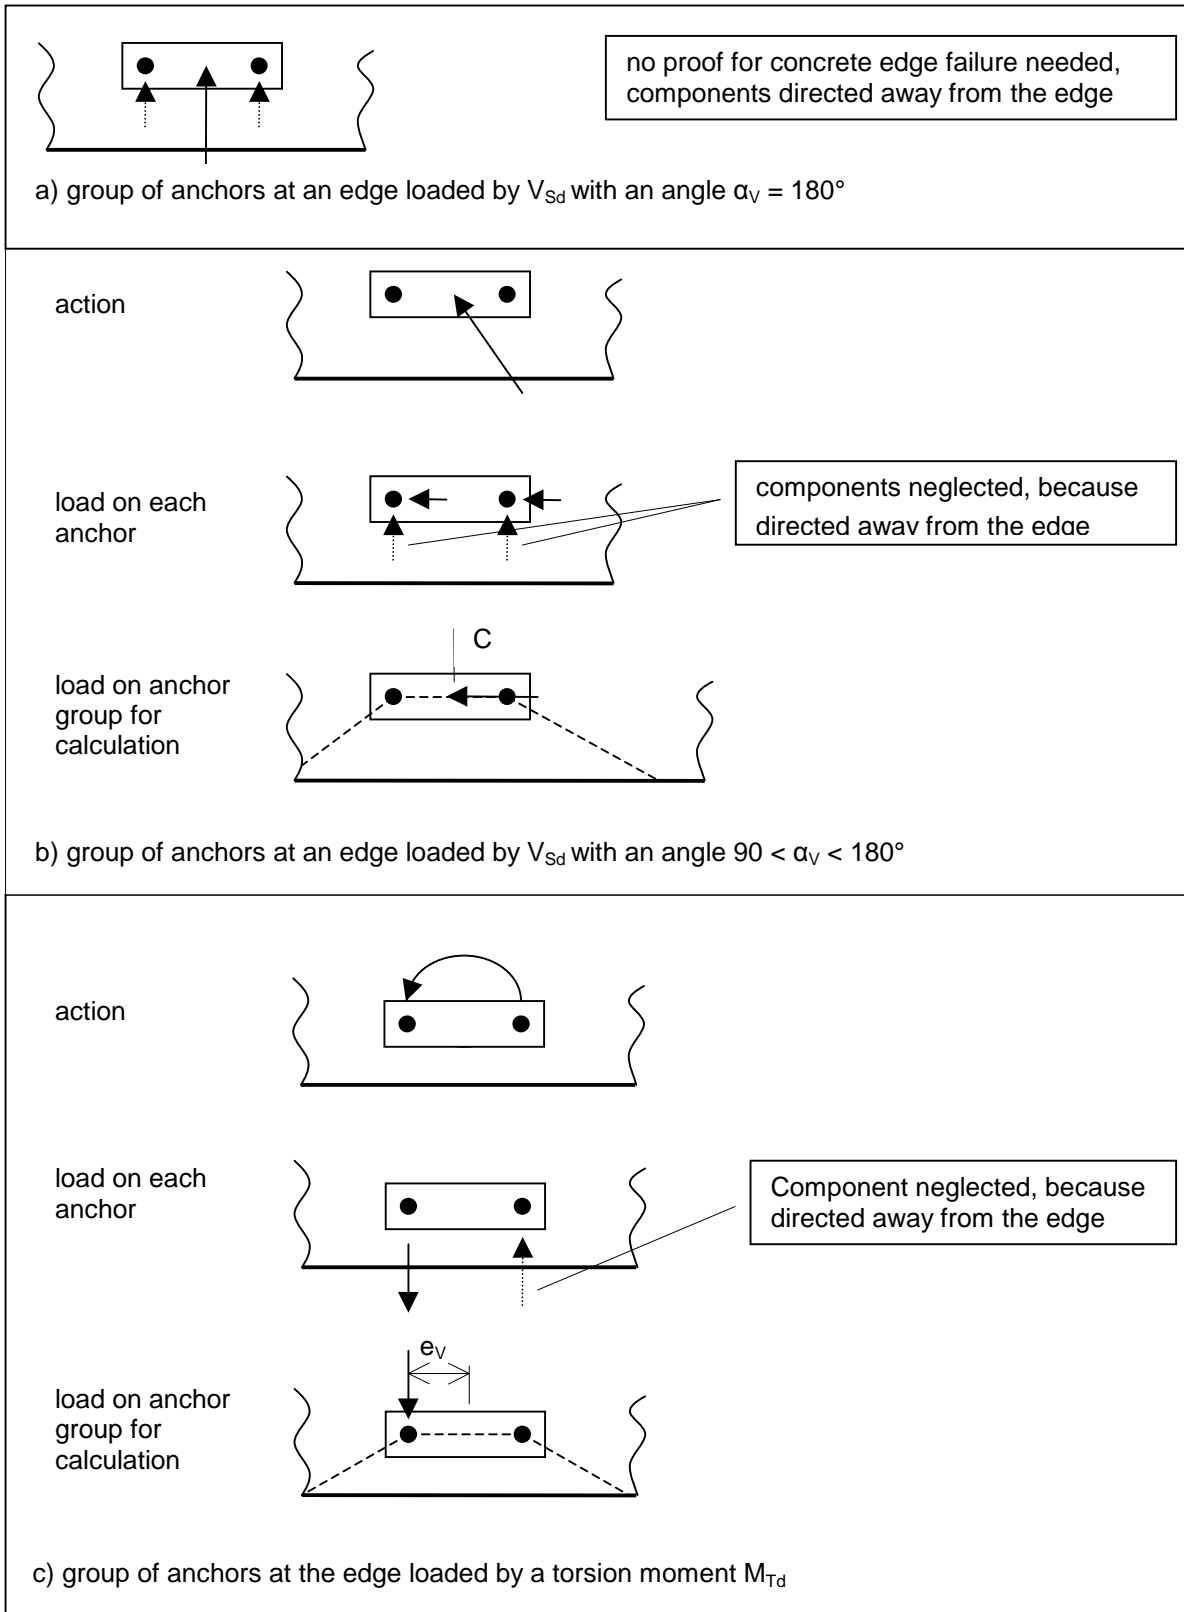 no proof for concrete edge failure needed,
components directed away from the edge
a) group of anchors at an edge loaded by VSd with an angle αV = 180°
action
load on each
anchor
components neglected, because
directed away from the edge
C
load on anchor
group for
calculation
b) group of anchors at an edge loaded by VSd with an angle 90 < αV < 180°
action
load on each
anchor
Component neglected, because
directed away from the edge
eV
load on anchor
group for
calculation
c) group of anchors at the edge loaded by a torsion moment MTd